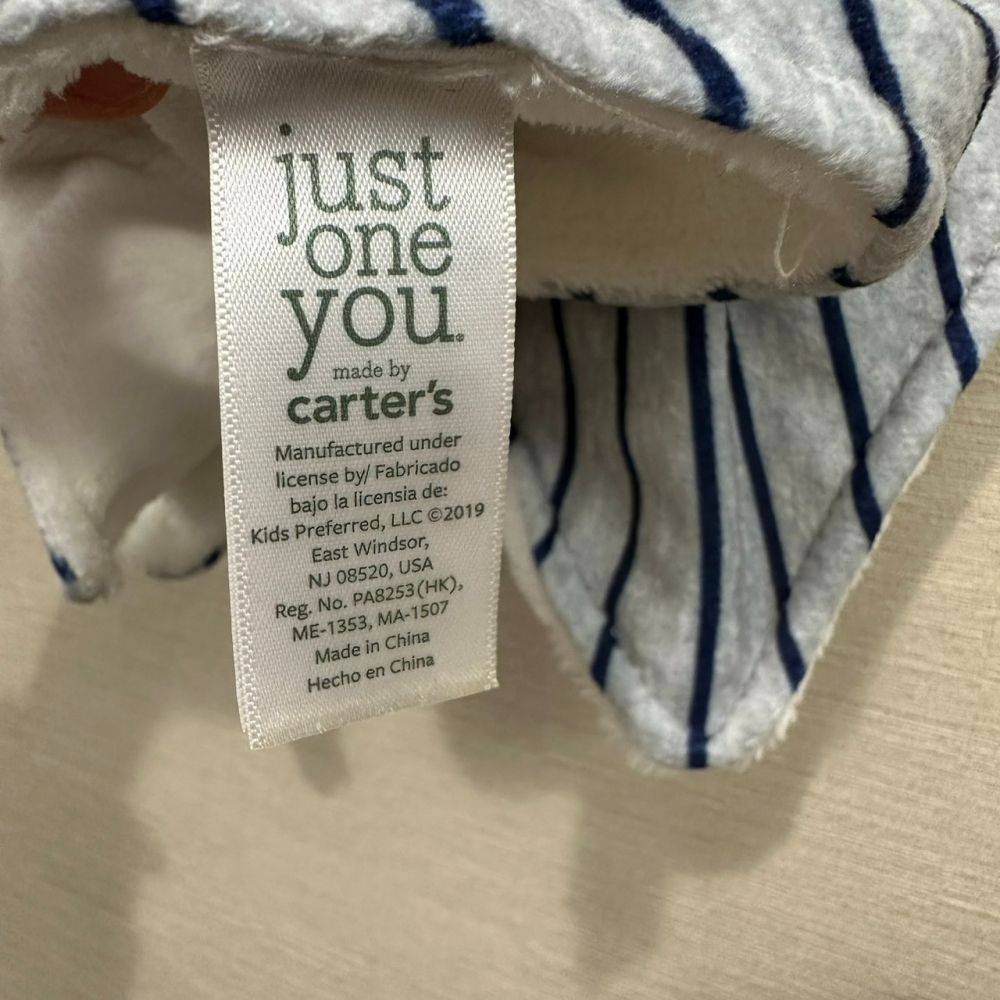 just
one
you.
made by
carter's
Manufactured under
license by/ Fabricado
bajo la licensia de:
Kids Preferred, LLC ©2019
East Windsor,
NJ 08520, USA
Reg. No. PA8253(HK),
ME-1353, MA-1507
Made in China
Hecho en China